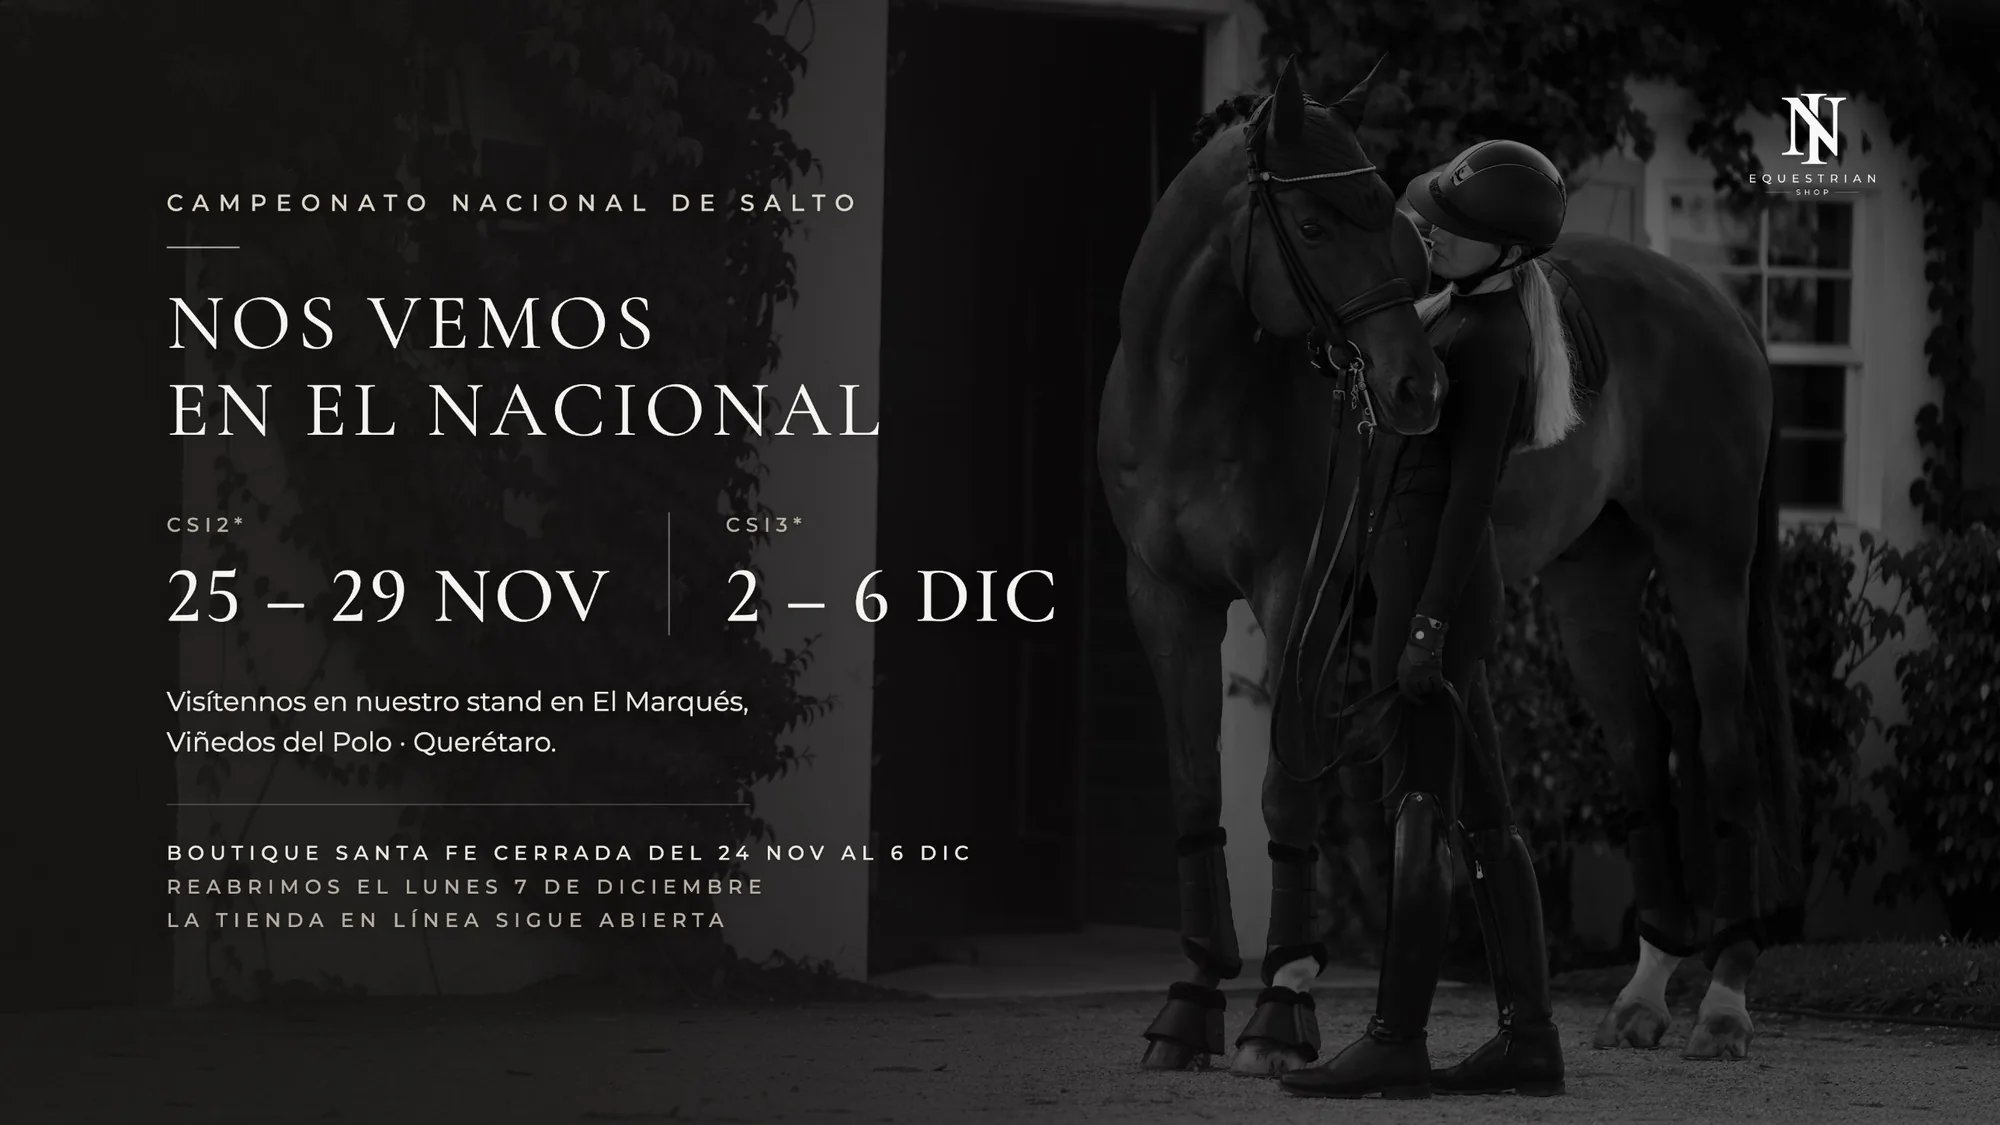 CAMPEONATO NACIONAL DE SALTO
NOS VEMOS
EN EL NACIONAL
CSI2*
25 – 29 NOV
CSI3*
2 – 6 DIC
Visítennos en nuestro stand en El Marqués,
Viñedos del Polo · Querétaro.
BOUTIQUE SANTA FE CERRADA DEL 24 NOV AL 6 DIC
REABRIMOS EL LUNES 7 DE DICIEMBRE
LA TIENDA EN LÍNEA SIGUE ABIERTA
EQUESTRIAN
SHOP